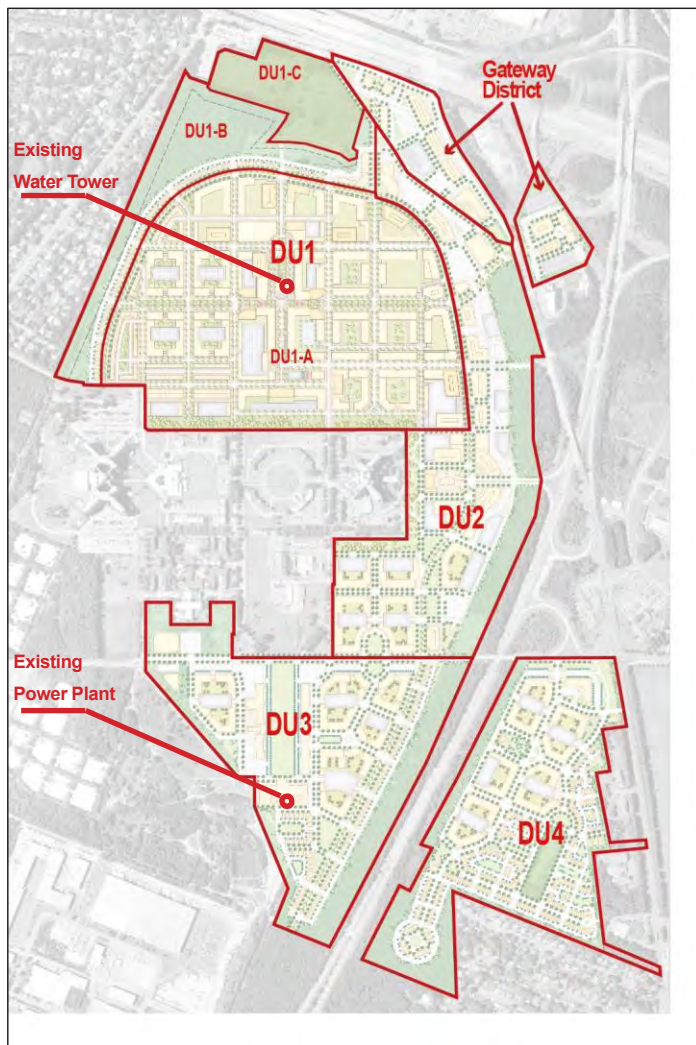 Gateway
District
DU1-C
DU1-B
Existing
Water Tower
DU1
DU1-A
DU2
Existing
Power Plant
DU3
DU4